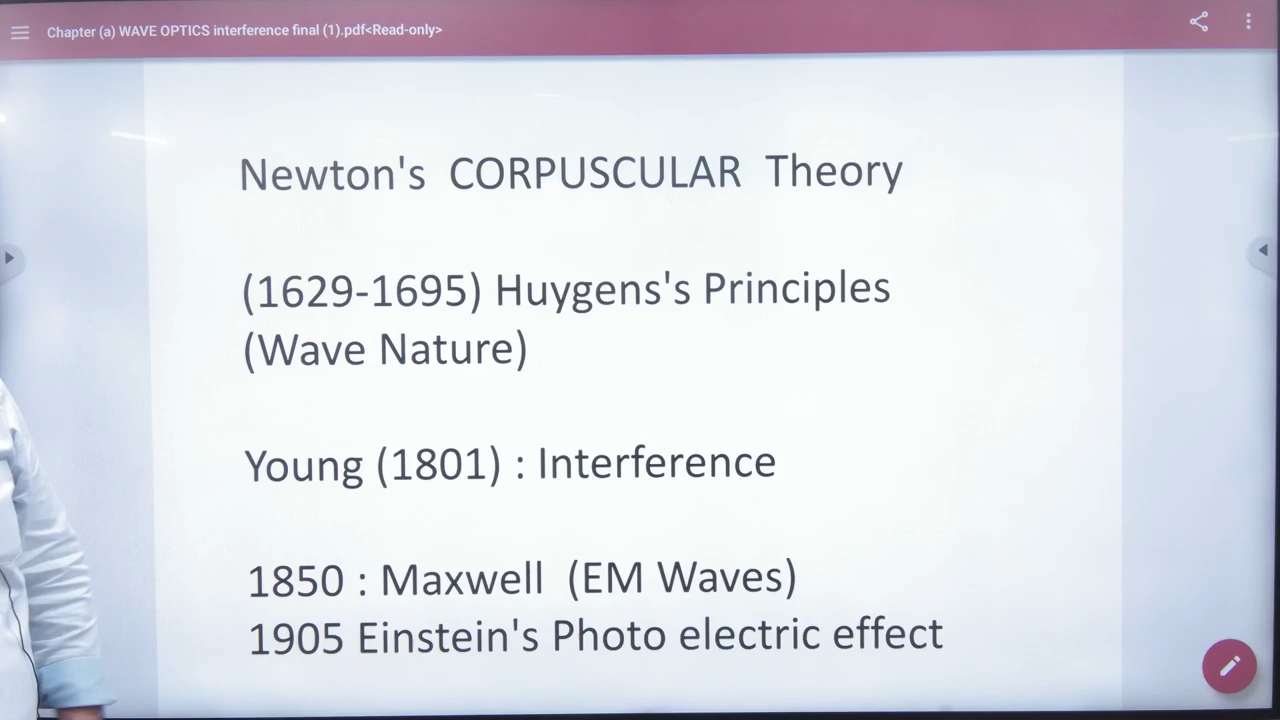 Chapter (a) WAVE OPTICS interference final (1).pdf<Read-only>
Newton's CORPUSCULAR Theory
(1629-1695) Huygens's Principles
(Wave Nature)
Young (1801) : Interference
1850 : Maxwell (EM Waves)
1905 Einstein's Photo electric effect